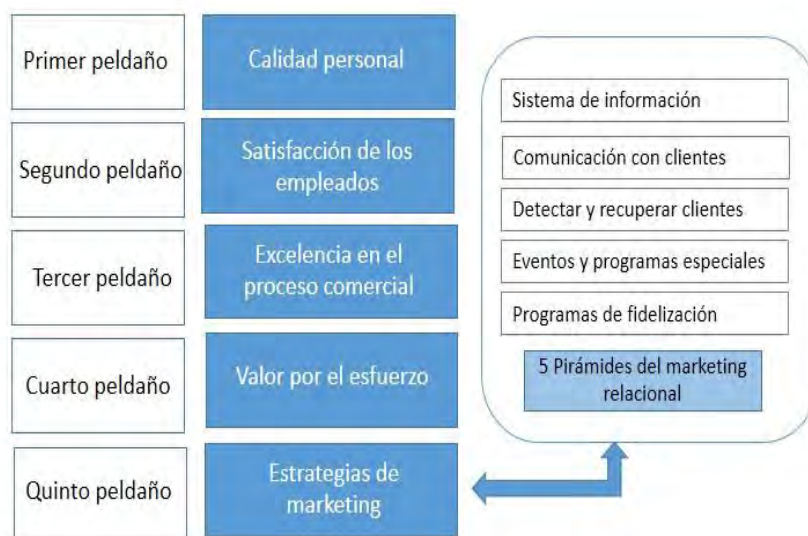 Primer peldaño
Calidad personal
Segundo peldaño
Satisfacción de los
empleados
Tercer peldaño
Excelencia en el
proceso comercial
Cuarto peldaño
Valor por el esfuerzo
Quinto peldaño
Estrategias de
marketing
Sistema de información
Comunicación con clientes
Detectar y recuperar clientes
Eventos y programas especiales
Programas de fidelización
5 Pirámides del marketing
relacional